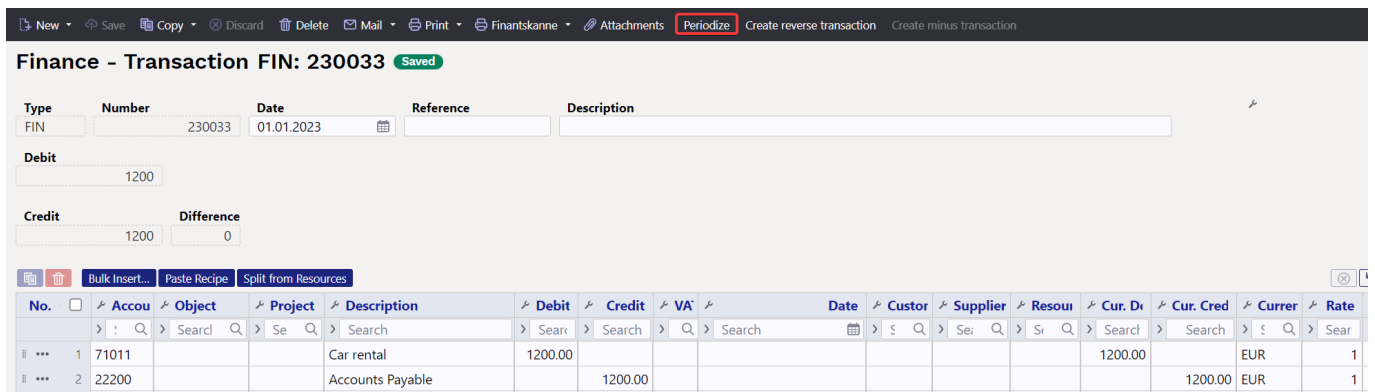 New Save Copy Discard Delete Mail Print Finantskanne Attachments Periodize Create reverse transaction Create minus transaction
Finance - Transaction FIN: 230033 Saved
Type Number Date Reference Description
FIN 230033 01.01.2023
Debit
1200
Credit Difference
1200 0
Bulk Insert... Paste Recipe Split from Resources
No. Accou Object Project Description Debit Credit VAT Date Custor Supplier Resour Cur. De Cur. Cred Currer Rate
> S > Searcl > Se > Search > Searc > Search > > Search > S > Sea > Se > Search > Search > S > Sear
1 71011 Car rental 1200.00 1200.00 EUR 1
2 22200 Accounts Payable 1200.00 1200.00 EUR 1